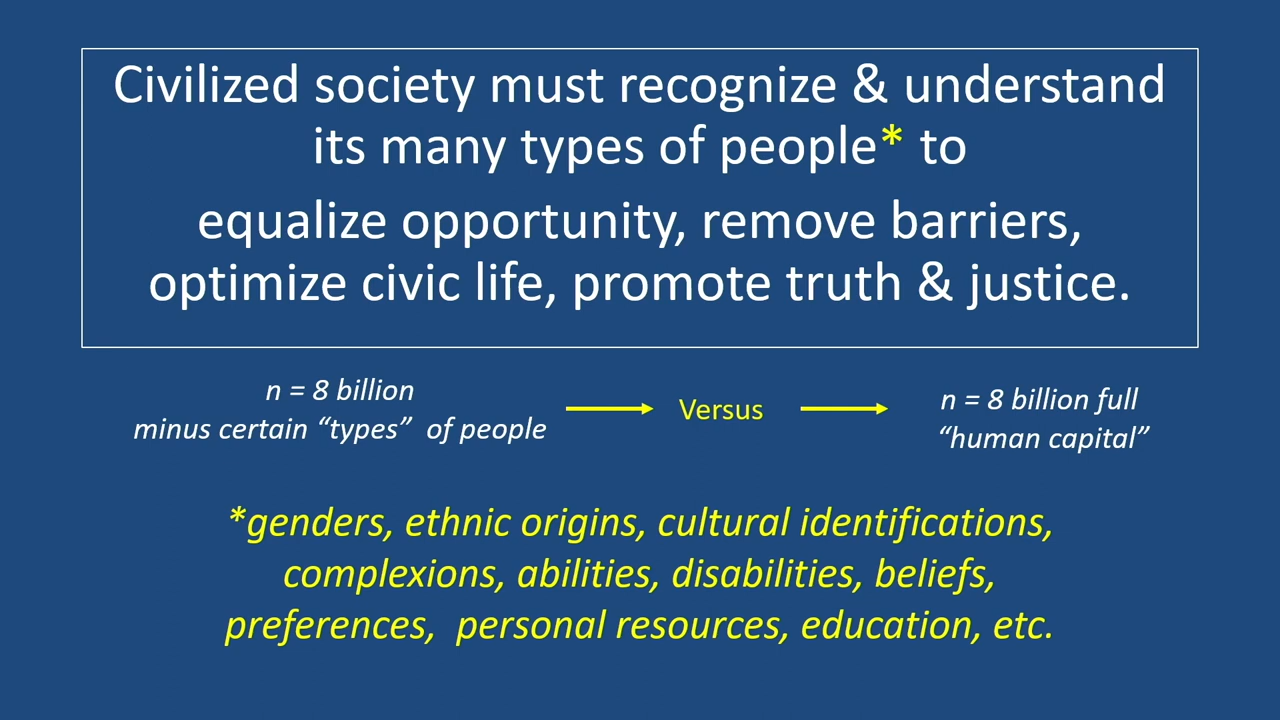 Civilized society must recognize & understand
its many types of people* to
equalize opportunity, remove barriers,
optimize civic life, promote truth & justice.
n = 8 billion
minus certain “types”  of people
Versus
n = 8 billion full
“human capital”
*genders, ethnic origins, cultural identifications,
complexions, abilities, disabilities, beliefs,
preferences,  personal resources, education, etc.